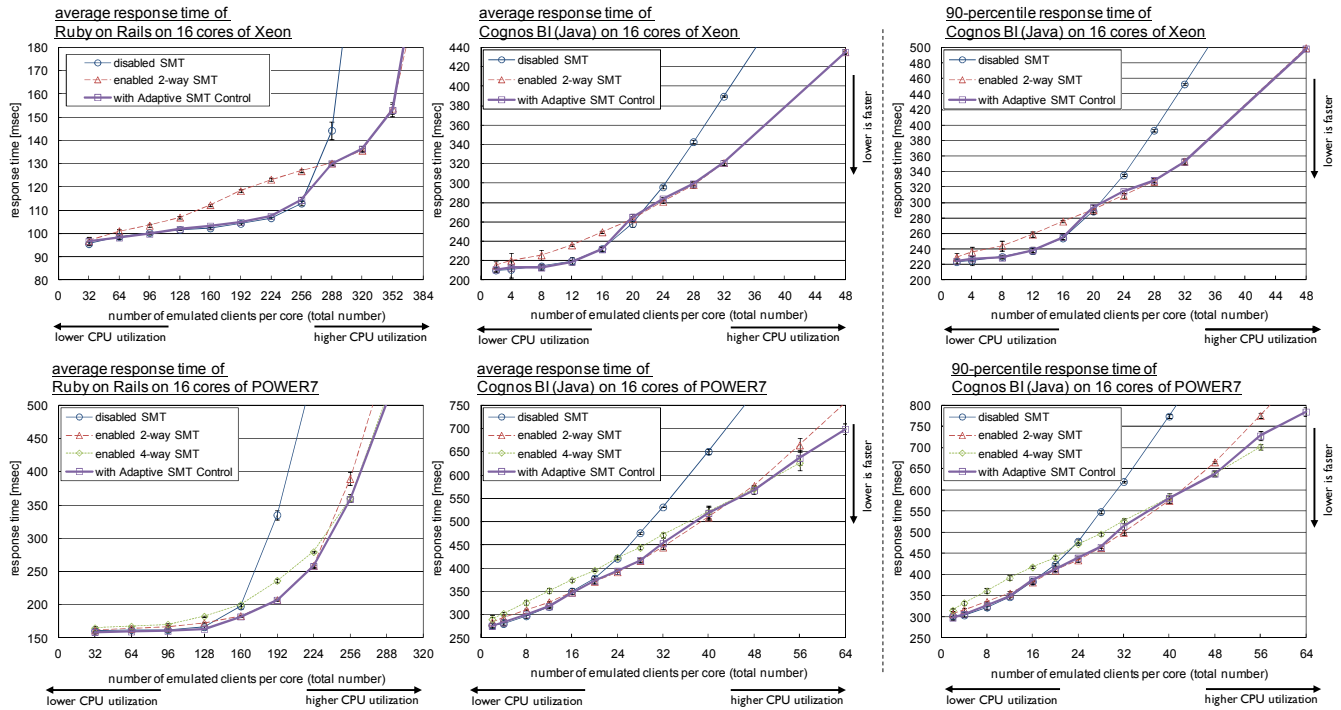 average response time of
Ruby on Rails on 16 cores of Xeon
180
170
160
150
140
130
120
110
100
90
80
response time [msec]
disabled SMT
enabled 2-way SMT
with Adaptive SMT Control
0 32 64 96 128 160 192 224 256 288 320 352 384
number of emulated clients per core (total number)
lower CPU utilization
higher CPU utilization
average response time of
Cognos BI (Java) on 16 cores of Xeon
440
420
400
380
360
340
320
300
280
260
240
220
200
response time [msec]
disabled SMT
enabled 2-way SMT
with Adaptive SMT Control
lower is faster
0 4 8 12 16 20 24 28 32 36 40 44 48
number of emulated clients per core (total number)
lower CPU utilization
higher CPU utilization
90-percentile response time of
Cognos BI (Java) on 16 cores of Xeon
500
480
460
440
420
400
380
360
340
320
300
280
260
240
220
200
response time [msec]
disabled SMT
enabled 2-way SMT
with Adaptive SMT Control
lower is faster
0 4 8 12 16 20 24 28 32 36 40 44 48
number of emulated clients per core (total number)
lower CPU utilization
higher CPU utilization
average response time of
Ruby on Rails on 16 cores of POWER7
500
450
400
350
300
250
200
150
response time [msec]
disabled SMT
enabled 2-way SMT
enabled 4-way SMT
with Adaptive SMT Control
0 32 64 96 128 160 192 224 256 288 320
number of emulated clients per core (total number)
lower CPU utilization
higher CPU utilization
average response time of
Cognos BI (Java) on 16 cores of POWER7
750
700
650
600
550
500
450
400
350
300
250
response time [msec]
disabled SMT
enabled 2-way SMT
enabled 4-way SMT
with Adaptive SMT Control
lower is faster
0 4 8 12 16 20 24 28 32 36 40 44 48 52 56 60 64
number of emulated clients per core (total number)
lower CPU utilization
higher CPU utilization
90-percentile response time of
Cognos BI (Java) on 16 cores of POWER7
800
750
700
650
600
550
500
450
400
350
300
250
response time [msec]
disabled SMT
enabled 2-way SMT
enabled 4-way SMT
with Adaptive SMT Control
lower is faster
0 4 8 12 16 20 24 28 32 36 40 44 48 52 56 60 64
number of emulated clients per core (total number)
lower CPU utilization
higher CPU utilization